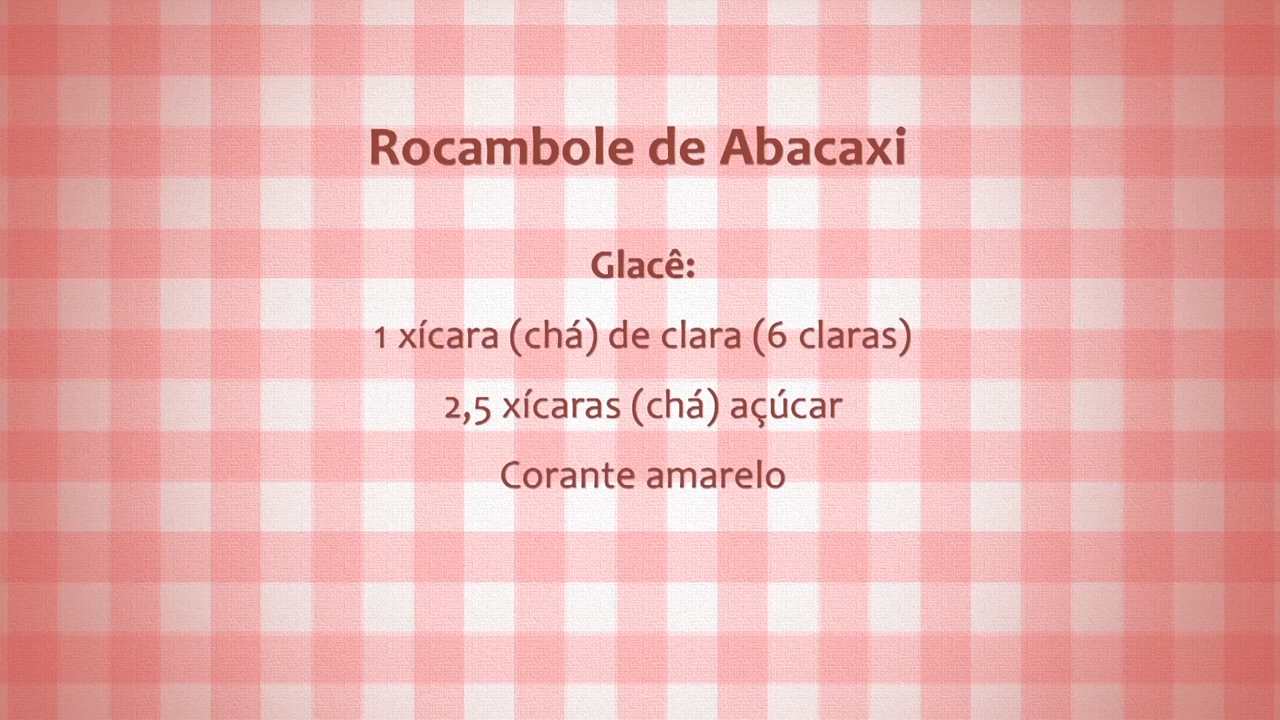 Rocambole de Abacaxi
Glacê:
1 xícara (chá) de clara (6 claras)
2,5 xícaras (chá) açúcar
Corante amarelo